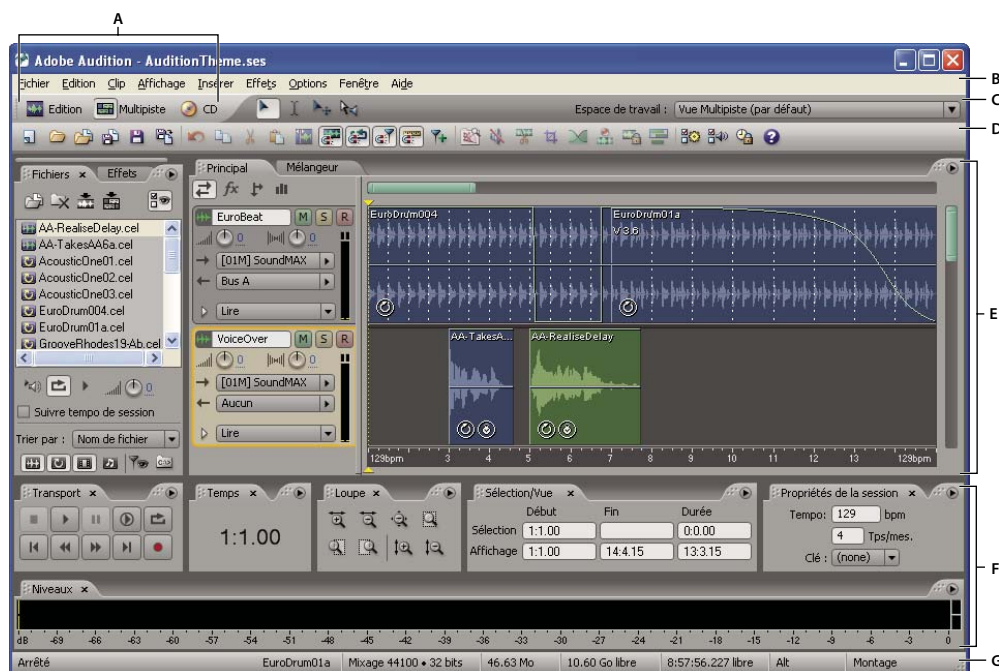 A
Adobe Audition - AuditionTheme.ses
Fichier Edition Clip Affichage Insérer Effets Options Fenêtre Aide
B
Edition Multipiste CD
Espace de travail : Vue Multipiste (par défaut)
C
D
Fichiers x Effets
AA-RealiseDelay.cel
AA-TakesAA6a.cel
AcousticOne01.cel
AcousticOne02.cel
AcousticOne03.cel
EuroDrum004.cel
EuroDrum01a.cel
GrooveRhodes19-Ab.cel
0
Suivre tempo de session
Trier par : Nom de fichier
Principal Mélangeur
fx
EuroBeat M S R
0 0
[01M] SoundMAX
Bus A
Lire
VoiceOver M S R
0 0
[01M] SoundMAX
Aucun
Lire
EuroDrum004
EuroDrum01a
V 3.6
AA-TakesA...
AA-RealiseDelay
129bpm 3 4 5 6 7 8 9 10 11 12 13 129bpm
E
Transport x
Temps x
1:1.00
Loupe x
Sélection/Vue x
Début Fin Durée
Sélection 1:1.00 0:0.00
Affichage 1:1.00 14:4.15 13:3.15
Propriétés de la session x
Tempo: 129 bpm
4 Tps/mes.
Clé : (none)
F
Niveaux x
dB -69 -66 -63 -60 -57 -54 -51 -48 -45 -42 -39 -36 -33 -30 -27 -24 -21 -18 -15 -12 -9 -6 -3 0
Arrêté EuroDrum01a Mixage 44100 • 32 bits 46.63 Mo 10.60 Go libre 8:57:56.227 libre Alt Montage
G